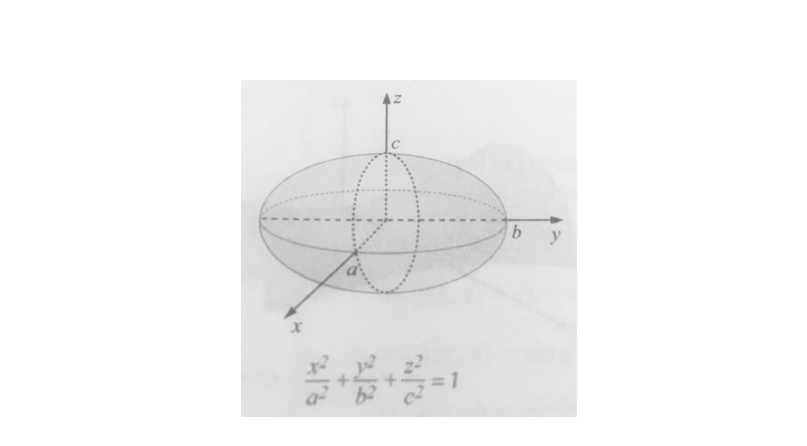 z
c
b
y
a
x
x²/a² + y²/b² + z²/c² = 1